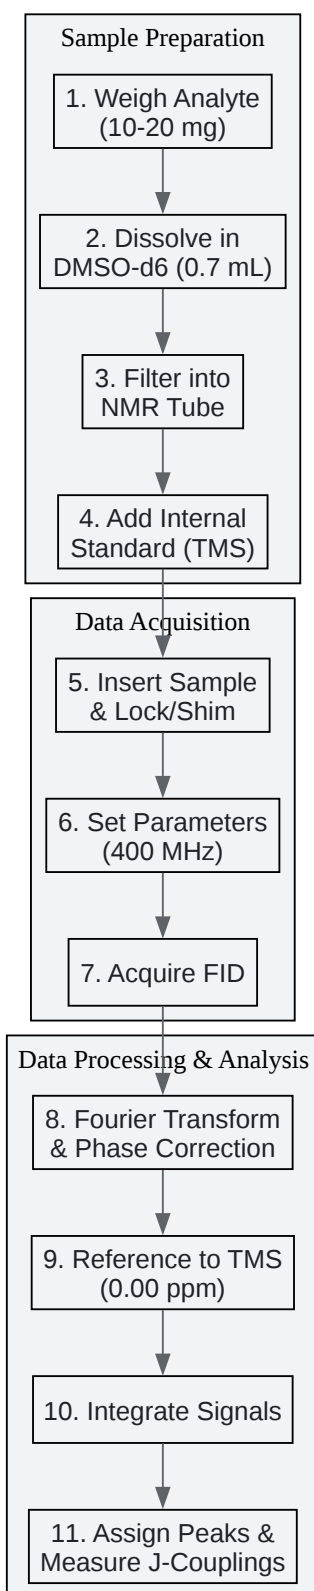 Sample Preparation
1. Weigh Analyte
(10-20 mg)
2. Dissolve in
DMSO-d6 (0.7 mL)
3. Filter into
NMR Tube
4. Add Internal
Standard (TMS)
Data Acquisition
5. Insert Sample
& Lock/Shim
6. Set Parameters
(400 MHz)
7. Acquire FID
Data Processing & Analysis
8. Fourier Transform
& Phase Correction
9. Reference to TMS
(0.00 ppm)
10. Integrate Signals
11. Assign Peaks &
Measure J-Couplings